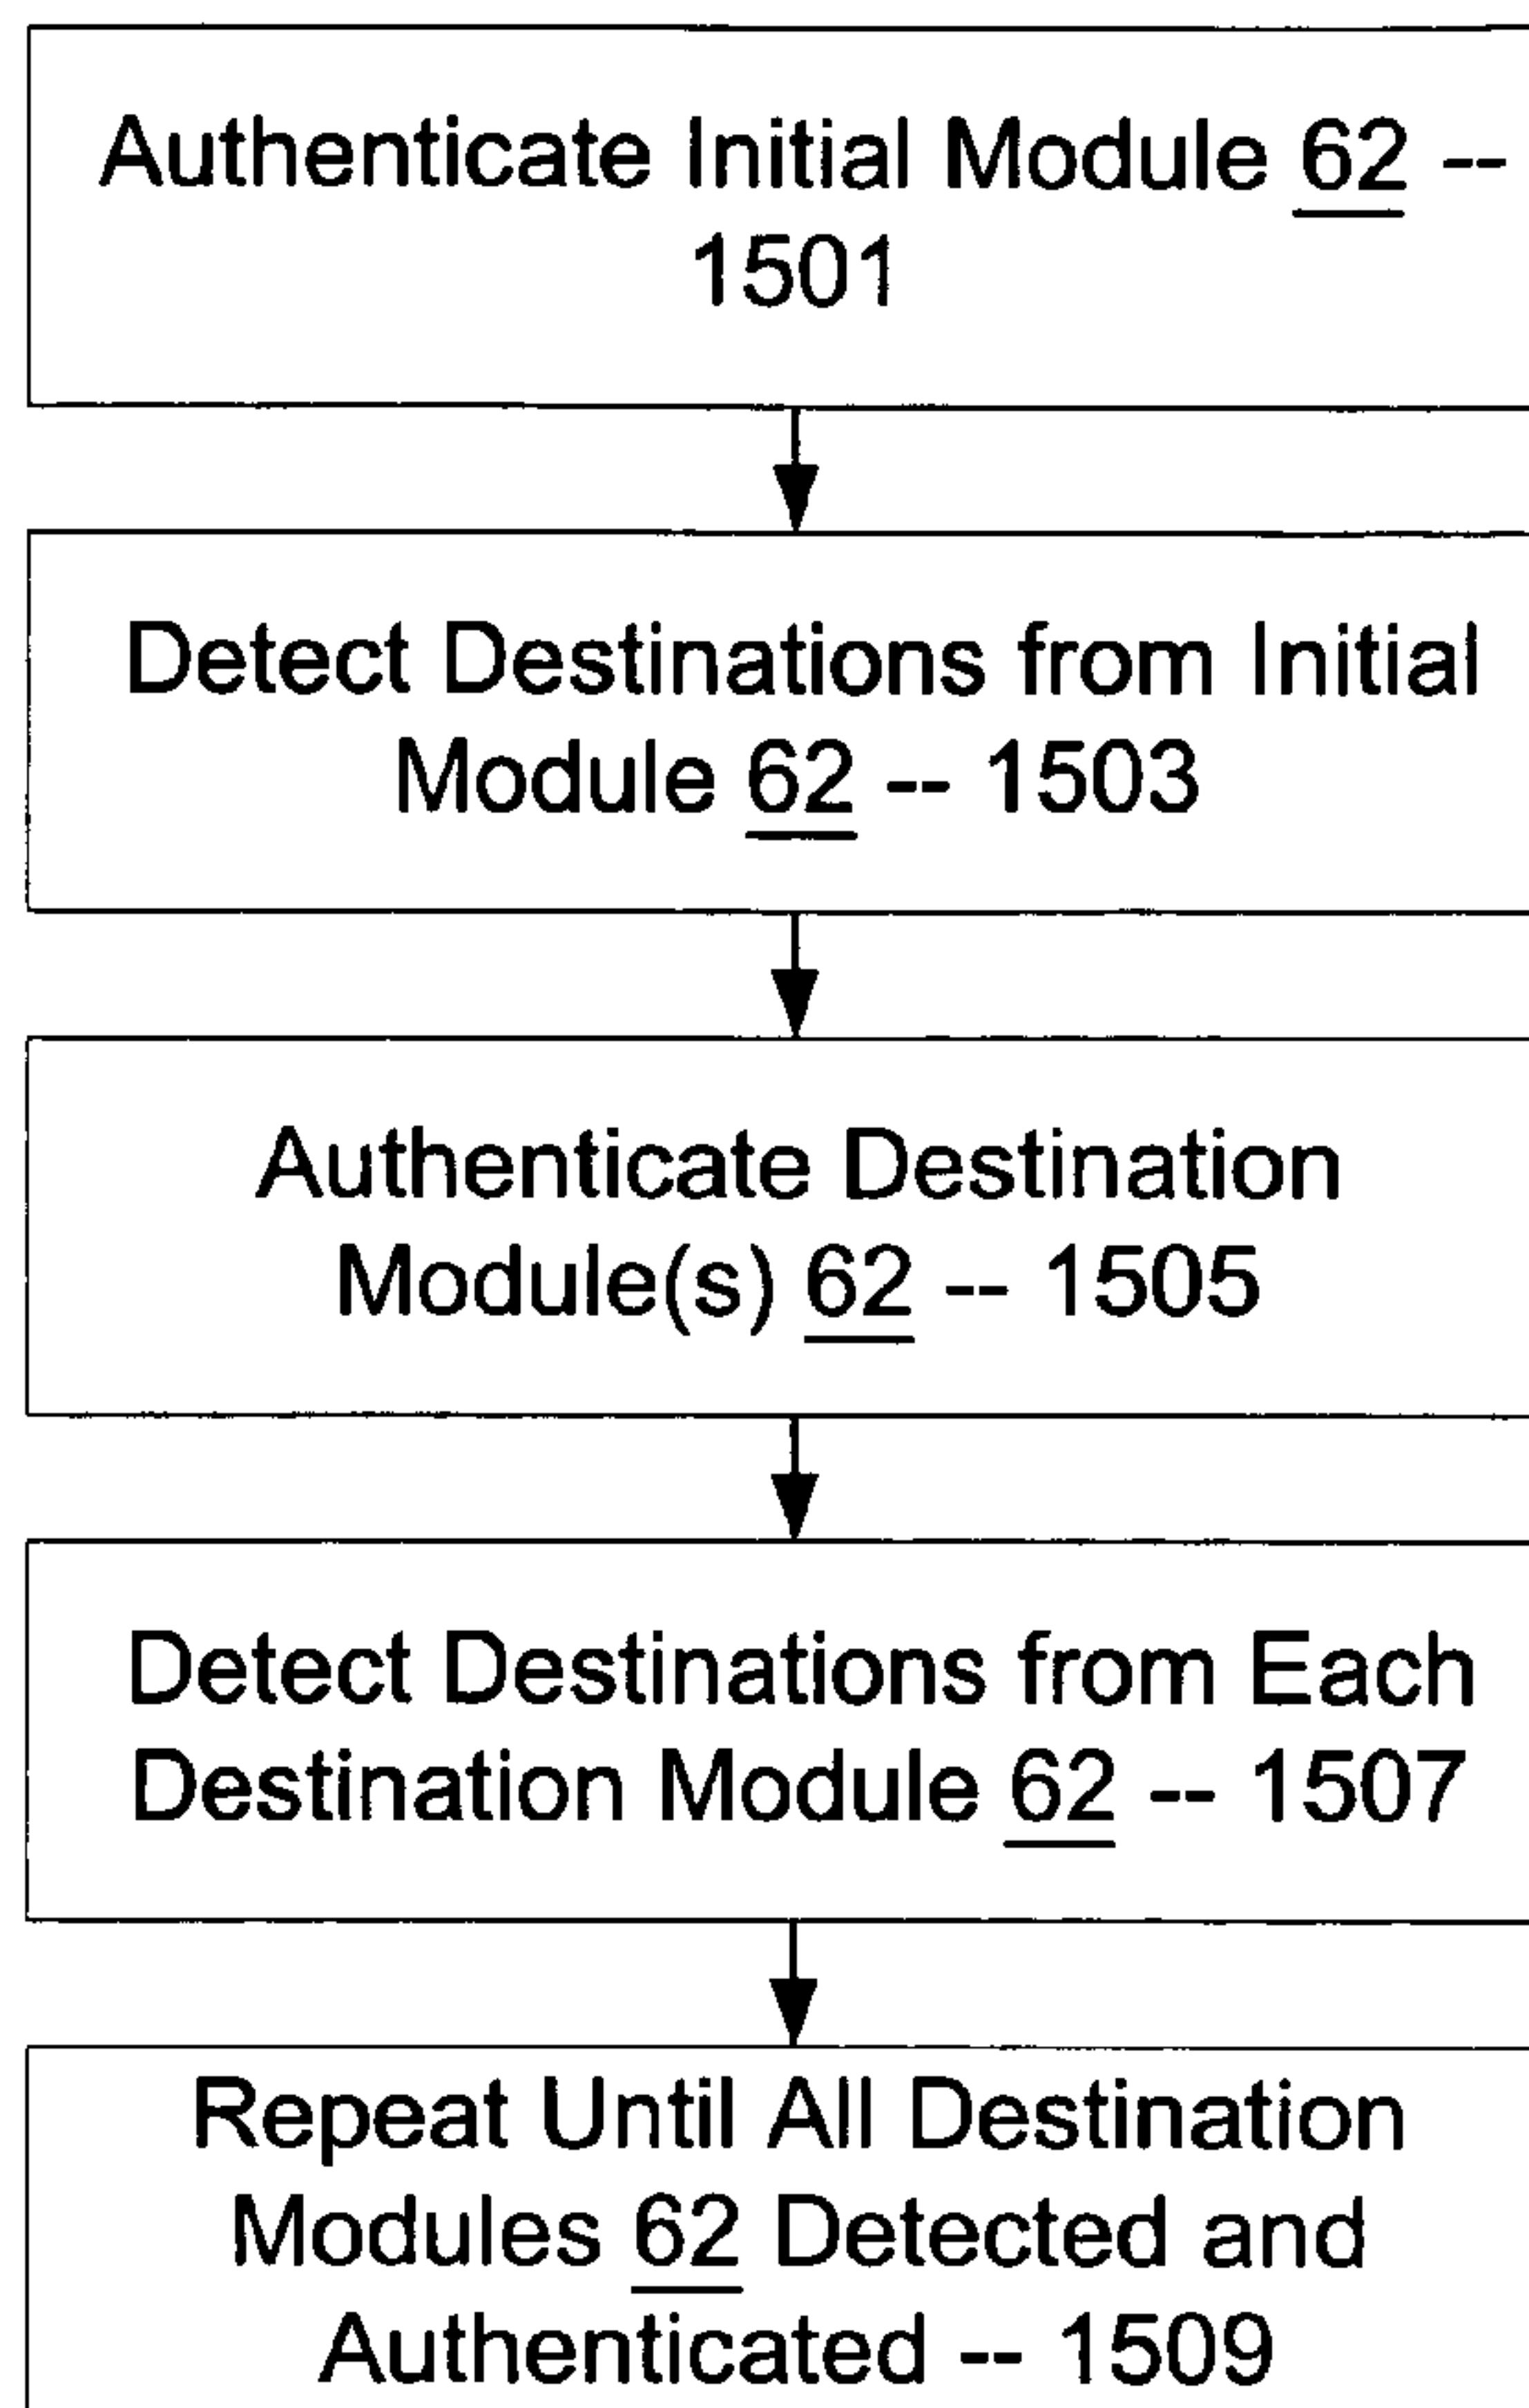 Authenticate Initial Module 62 --
1501
Detect Destinations from Initial
Module 62 -- 1503
Authenticate Destination
Module(s) 62 -- 1505
Detect Destinations from Each
Destination Module 62 -- 1507
Repeat Until All Destination
Modules 62 Detected and
Authenticated -- 1509